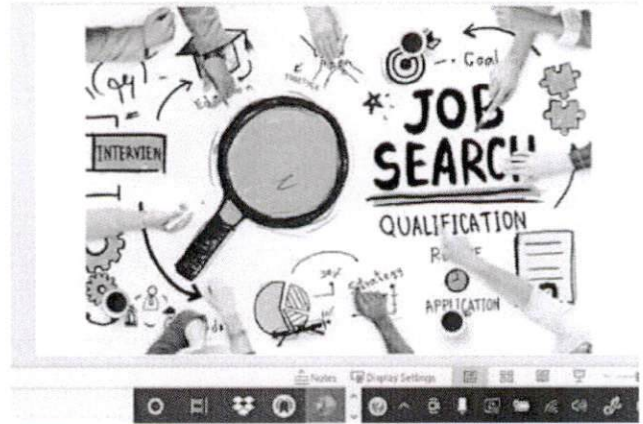 Goal
JOB
SEARCH
INTERVIEW
QUALIFICATION
Strategy
APPLICATION
Notes
Display Settings